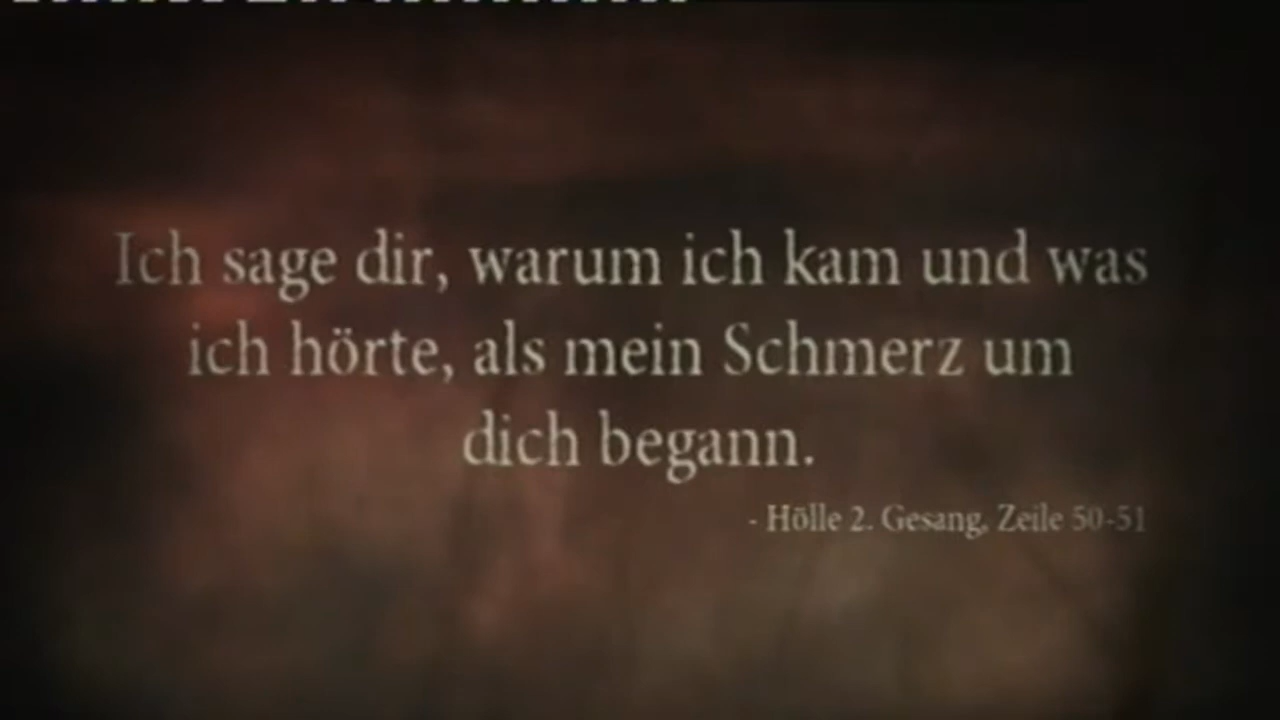 Ich sage dir, warum ich kam und was
ich hörte, als mein Schmerz um
dich begann.
- Hölle 2. Gesang, Zeile 50-51